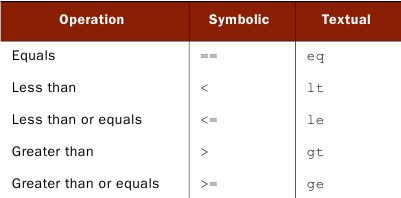 Operation Symbolic Textual
Equals == eq
Less than < lt
Less than or equals <= le
Greater than > gt
Greater than or equals >= ge